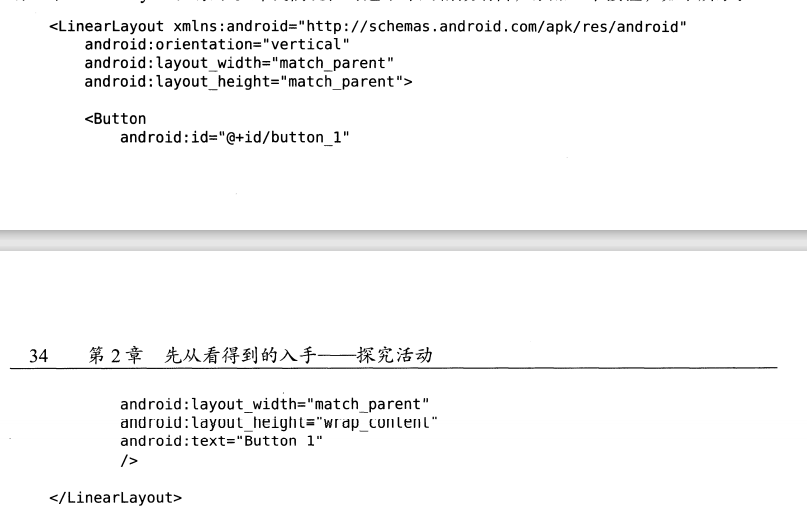 <LinearLayout xmlns:android="http://schemas.android.com/apk/res/android"
android:orientation="vertical"
android:layout_width="match_parent"
android:layout_height="match_parent">
<Button
android:id="@+id/button_1"
34 第2章 先从看得到的入手——探究活动
android:layout_width="match_parent"
android:layout_height="wrap_content"
android:text="Button 1"
/>
</LinearLayout>